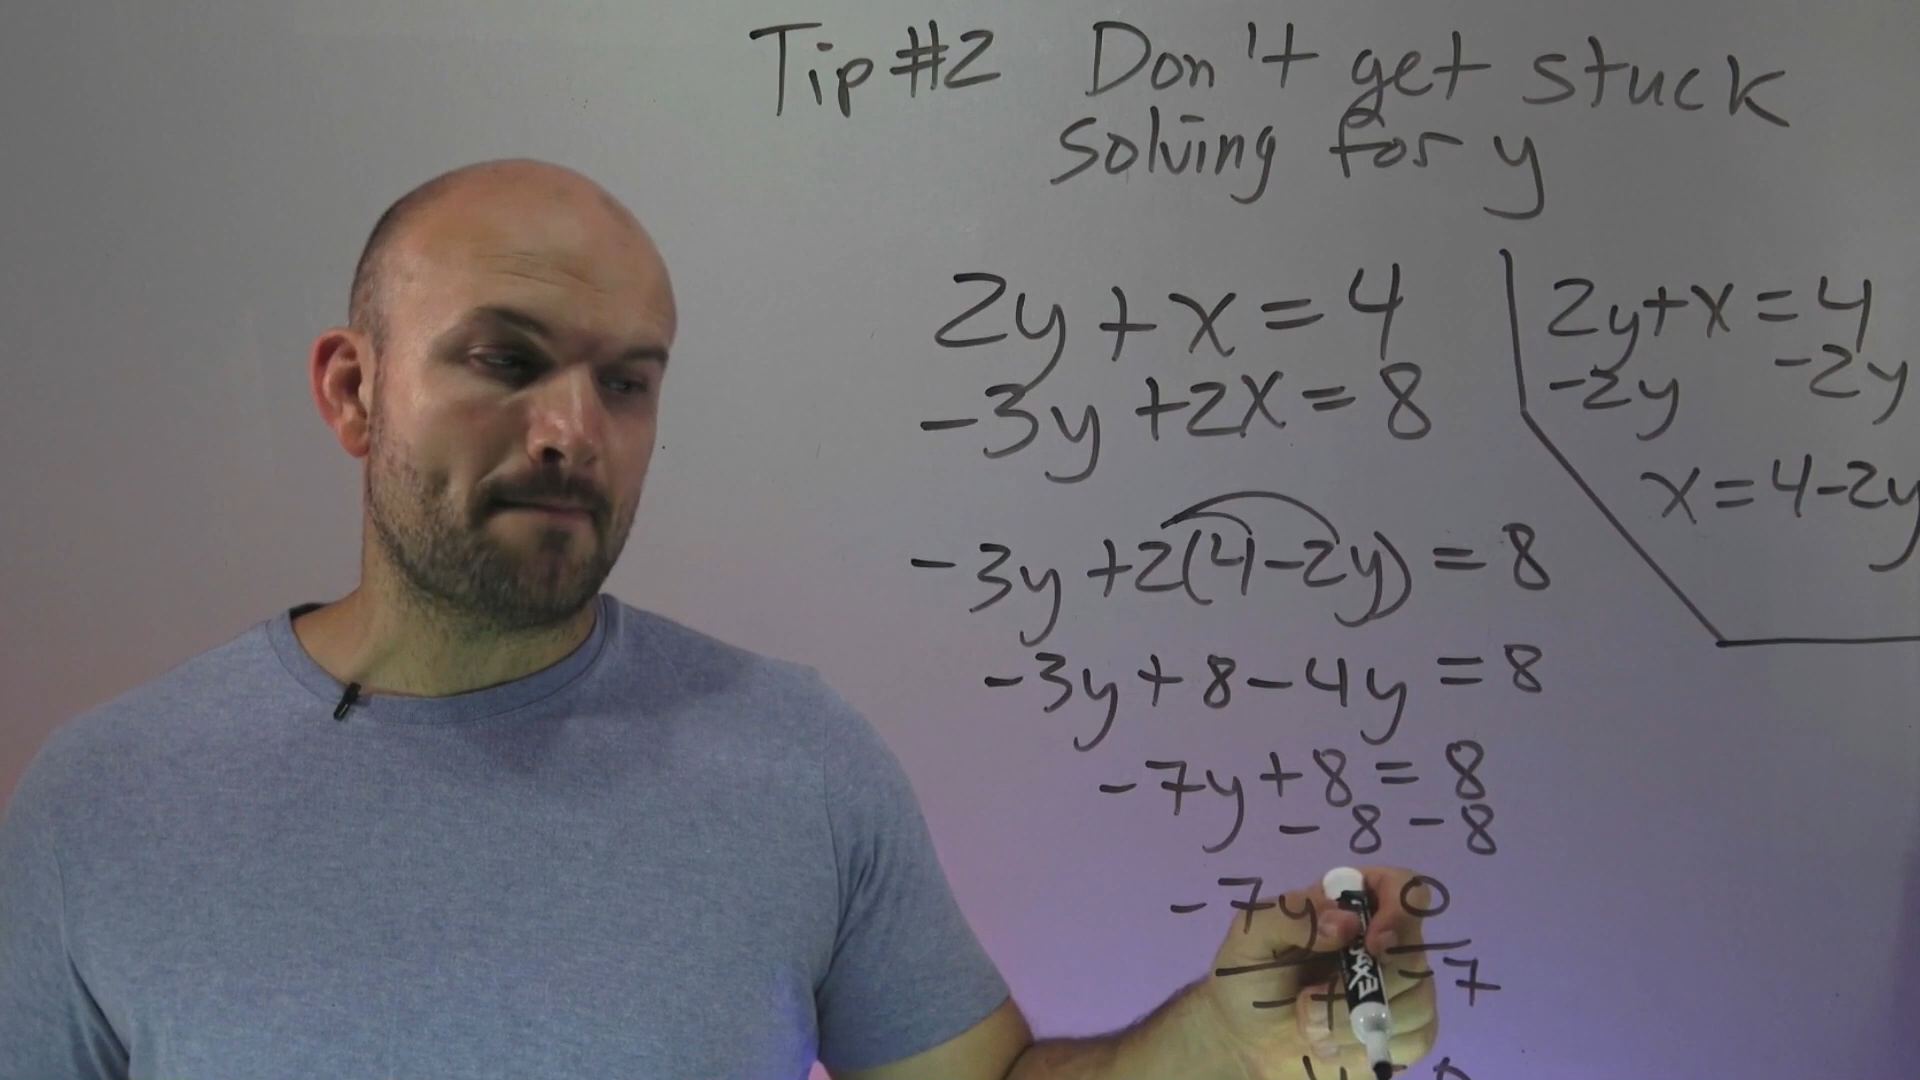 Tip #2 Don't get stuck
solving for y
2y + x = 4
-3y + 2x = 8
-3y + 2(4 - 2y) = 8
-3y + 8 - 4y = 8
-7y + 8 = 8
- 8 - 8
-7y 0
-7 -7
2y + x = 4
-2y -2y
x = 4 - 2y